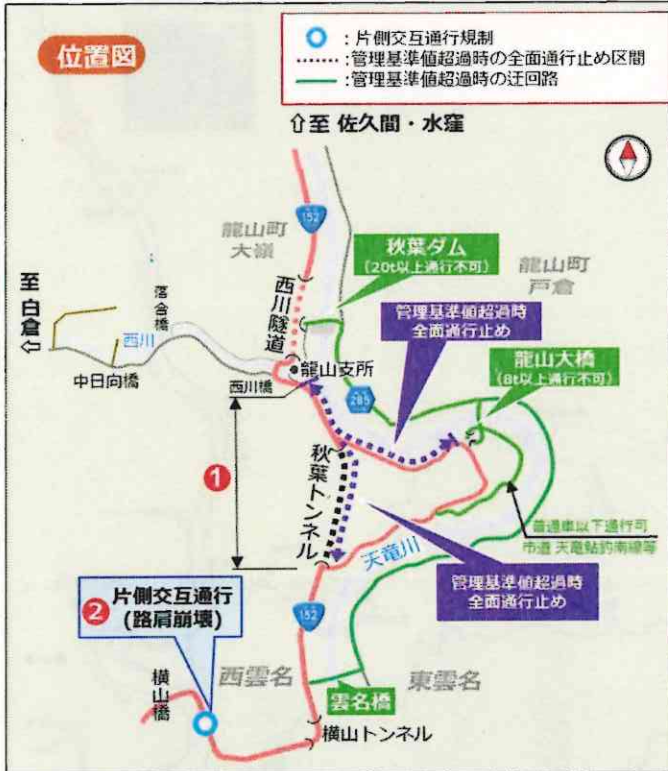 位置図
：片側交互通行規制
：管理基準値超過時の全面通行止め区間
：管理基準値超過時の迂回路
⇧至 佐久間・水窪
152
龍山町
大嶺
秋葉ダム
(20t以上通行不可)
龍山町
戸倉
至 白倉
⇦
落合橋
西川
中日向橋
西川隧道
龍山支所
西川橋
管理基準値超過時
全面通行止め
龍山大橋
(8t以上通行不可)
285
1
秋葉トンネル
天竜川
普通車以下通行可
市道 天竜鮎釣南線等
管理基準値超過時
全面通行止め
2
片側交互通行
(路肩崩壊)
152
横山橋
西雲名
東雲名
雲名橋
横山トンネル